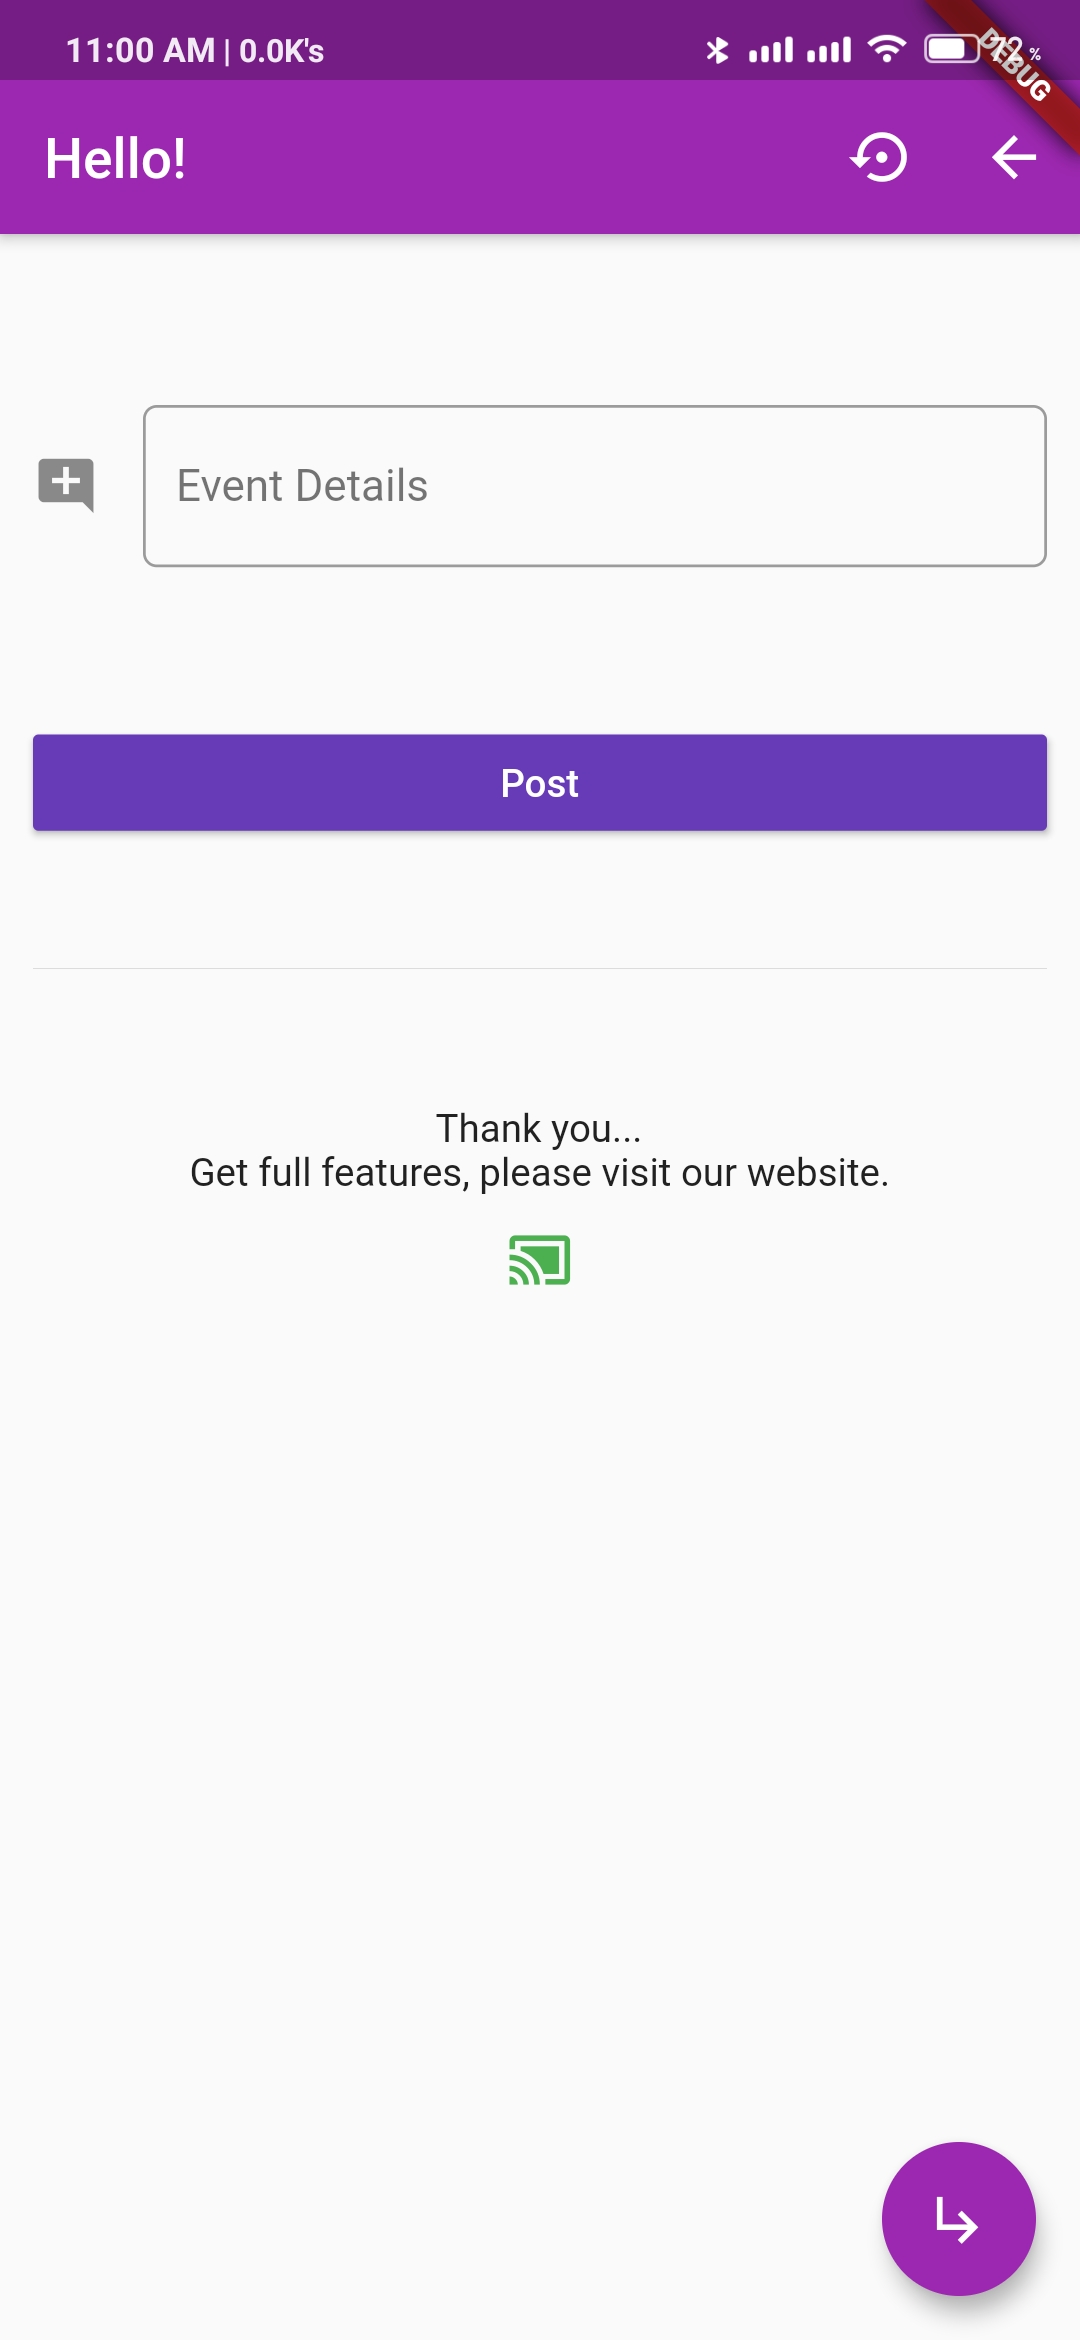 11:00 AM | 0.0K's
72 %
DEBUG
Hello!
Event Details
Post
Thank you...
Get full features, please visit our website.